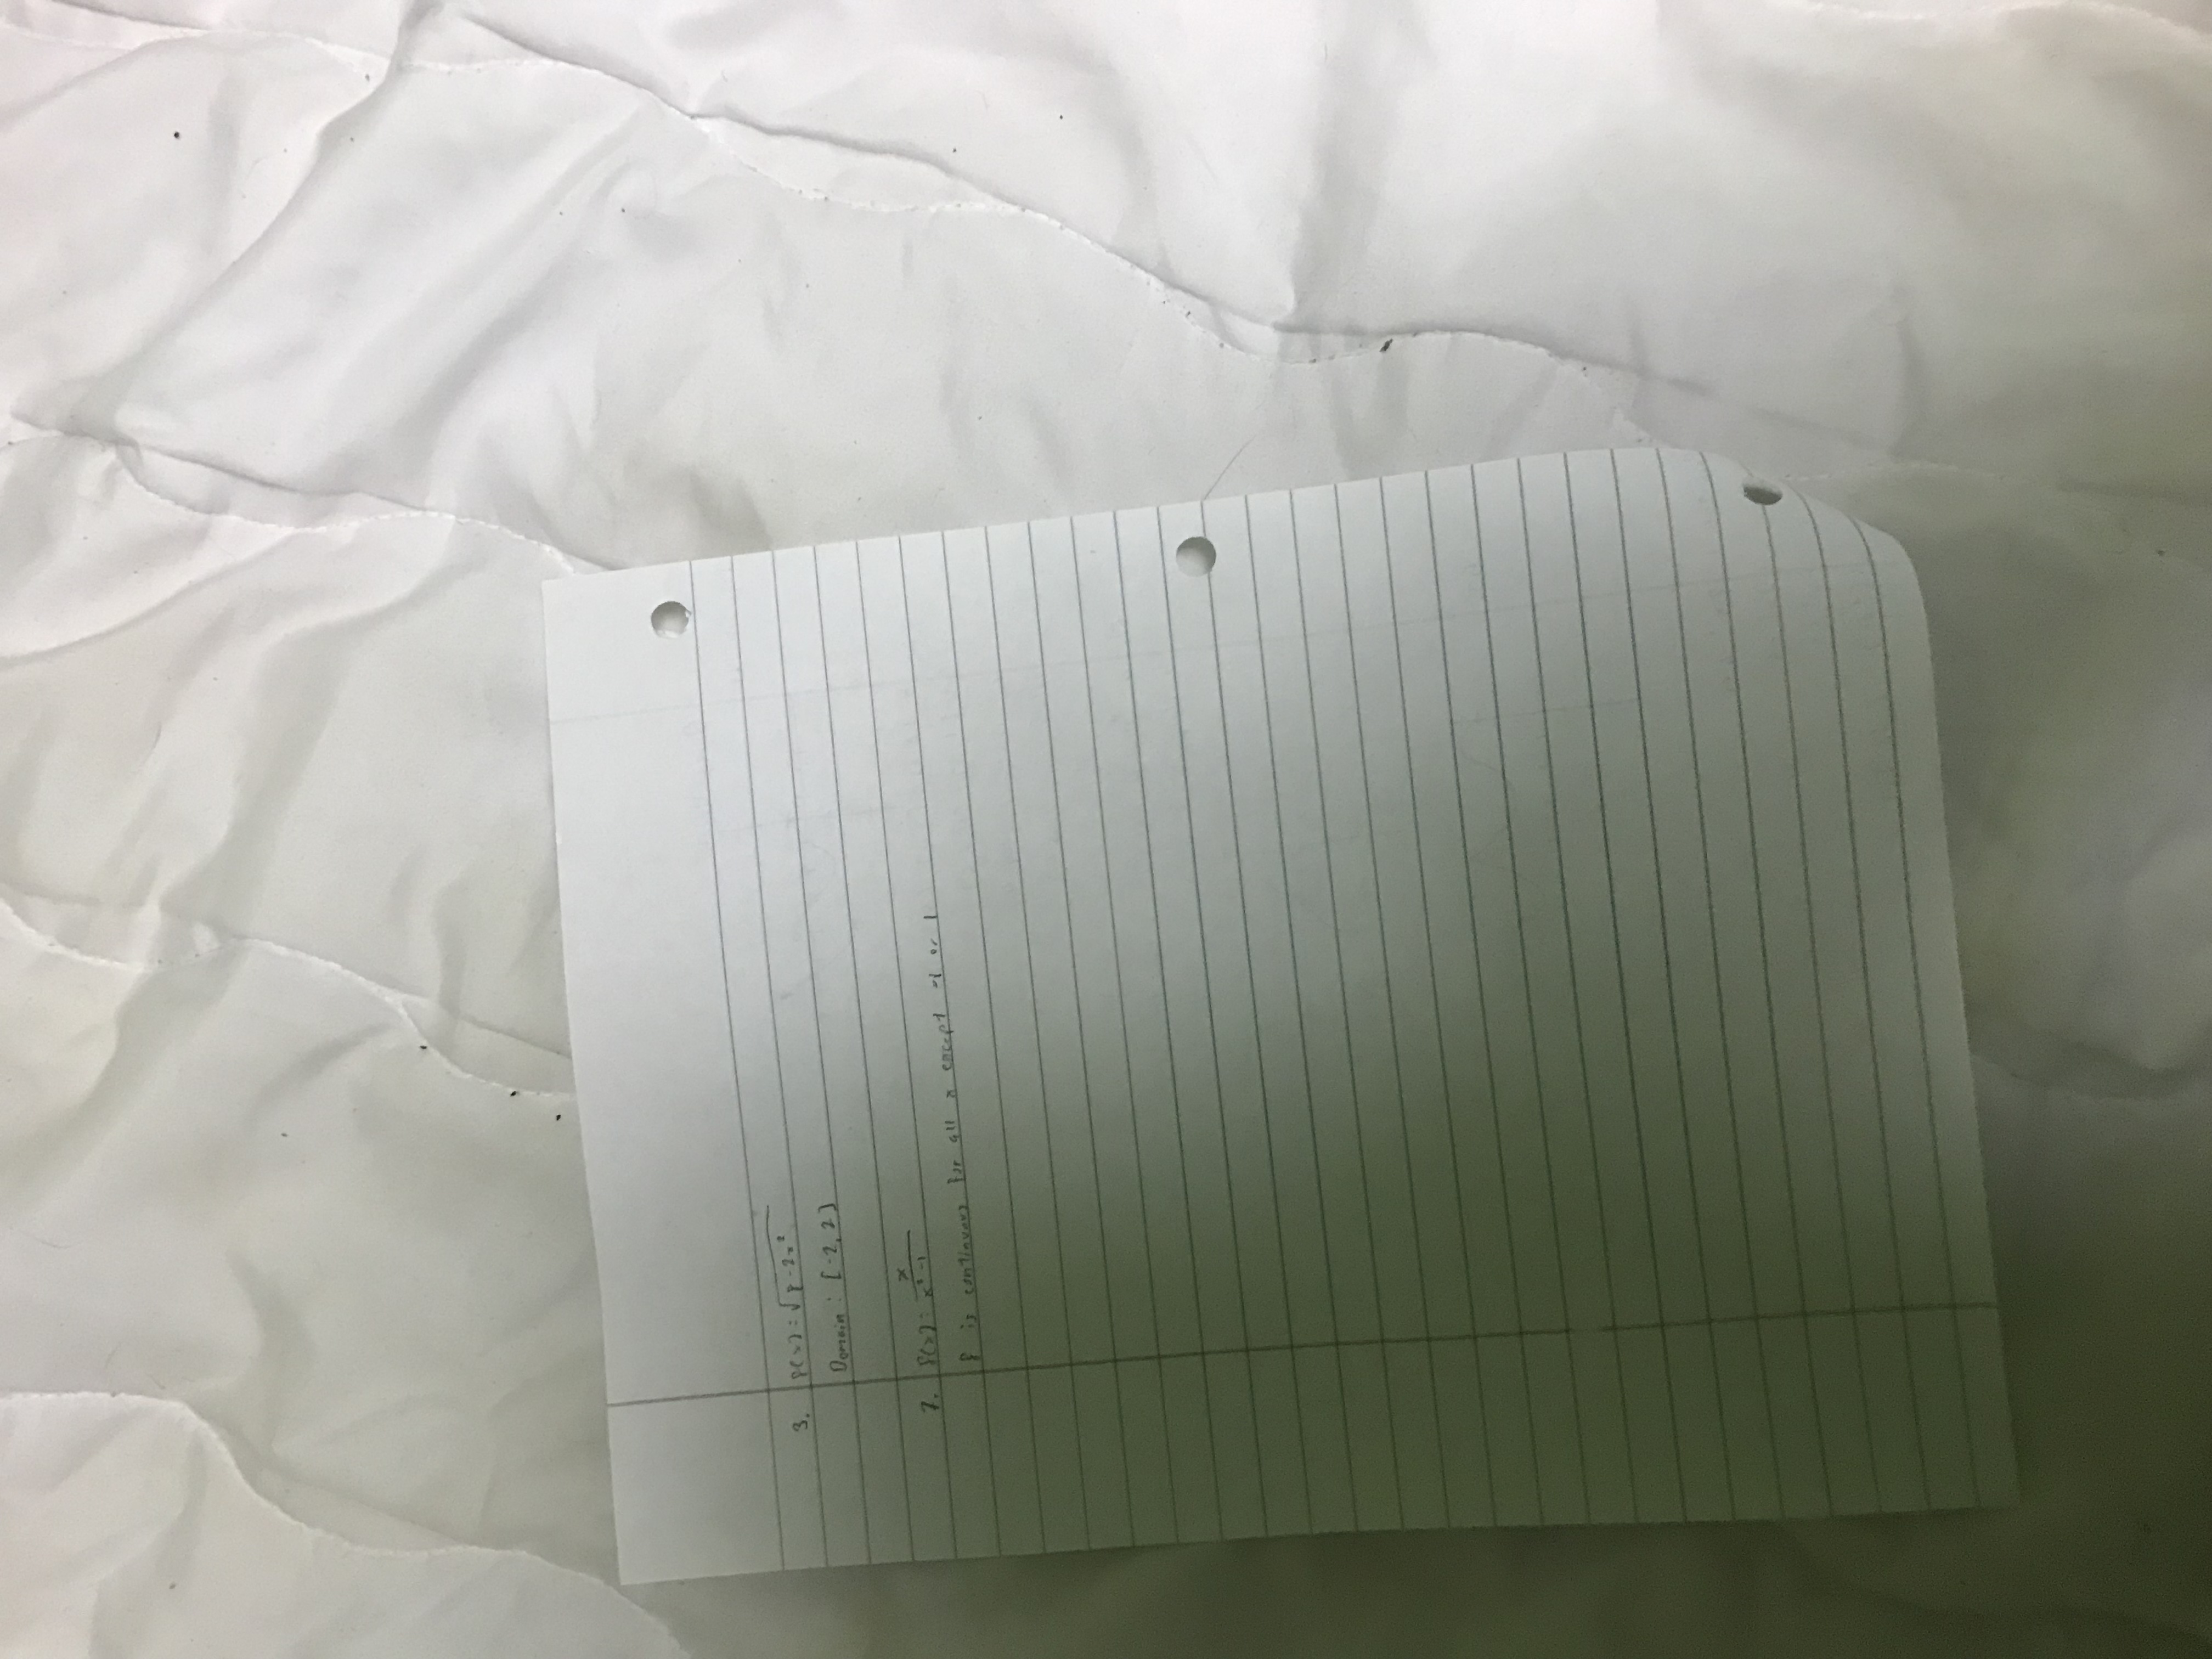 3. f(x) = √8-2x²
Domain : [-2, 2]
7. f(x) = x/x²-1
f is continuous for all x except -1 or 1